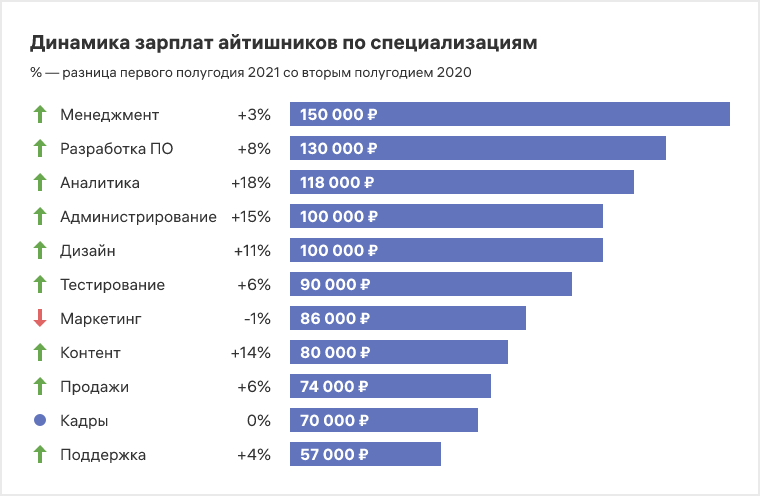 Динамика зарплат айтишников по специализациям
% — разница первого полугодия 2021 со вторым полугодием 2020
Менеджмент +3% 150 000 ₽
Разработка ПО +8% 130 000 ₽
Аналитика +18% 118 000 ₽
Администрирование +15% 100 000 ₽
Дизайн +11% 100 000 ₽
Тестирование +6% 90 000 ₽
Маркетинг -1% 86 000 ₽
Контент +14% 80 000 ₽
Продажи +6% 74 000 ₽
Кадры 0% 70 000 ₽
Поддержка +4% 57 000 ₽